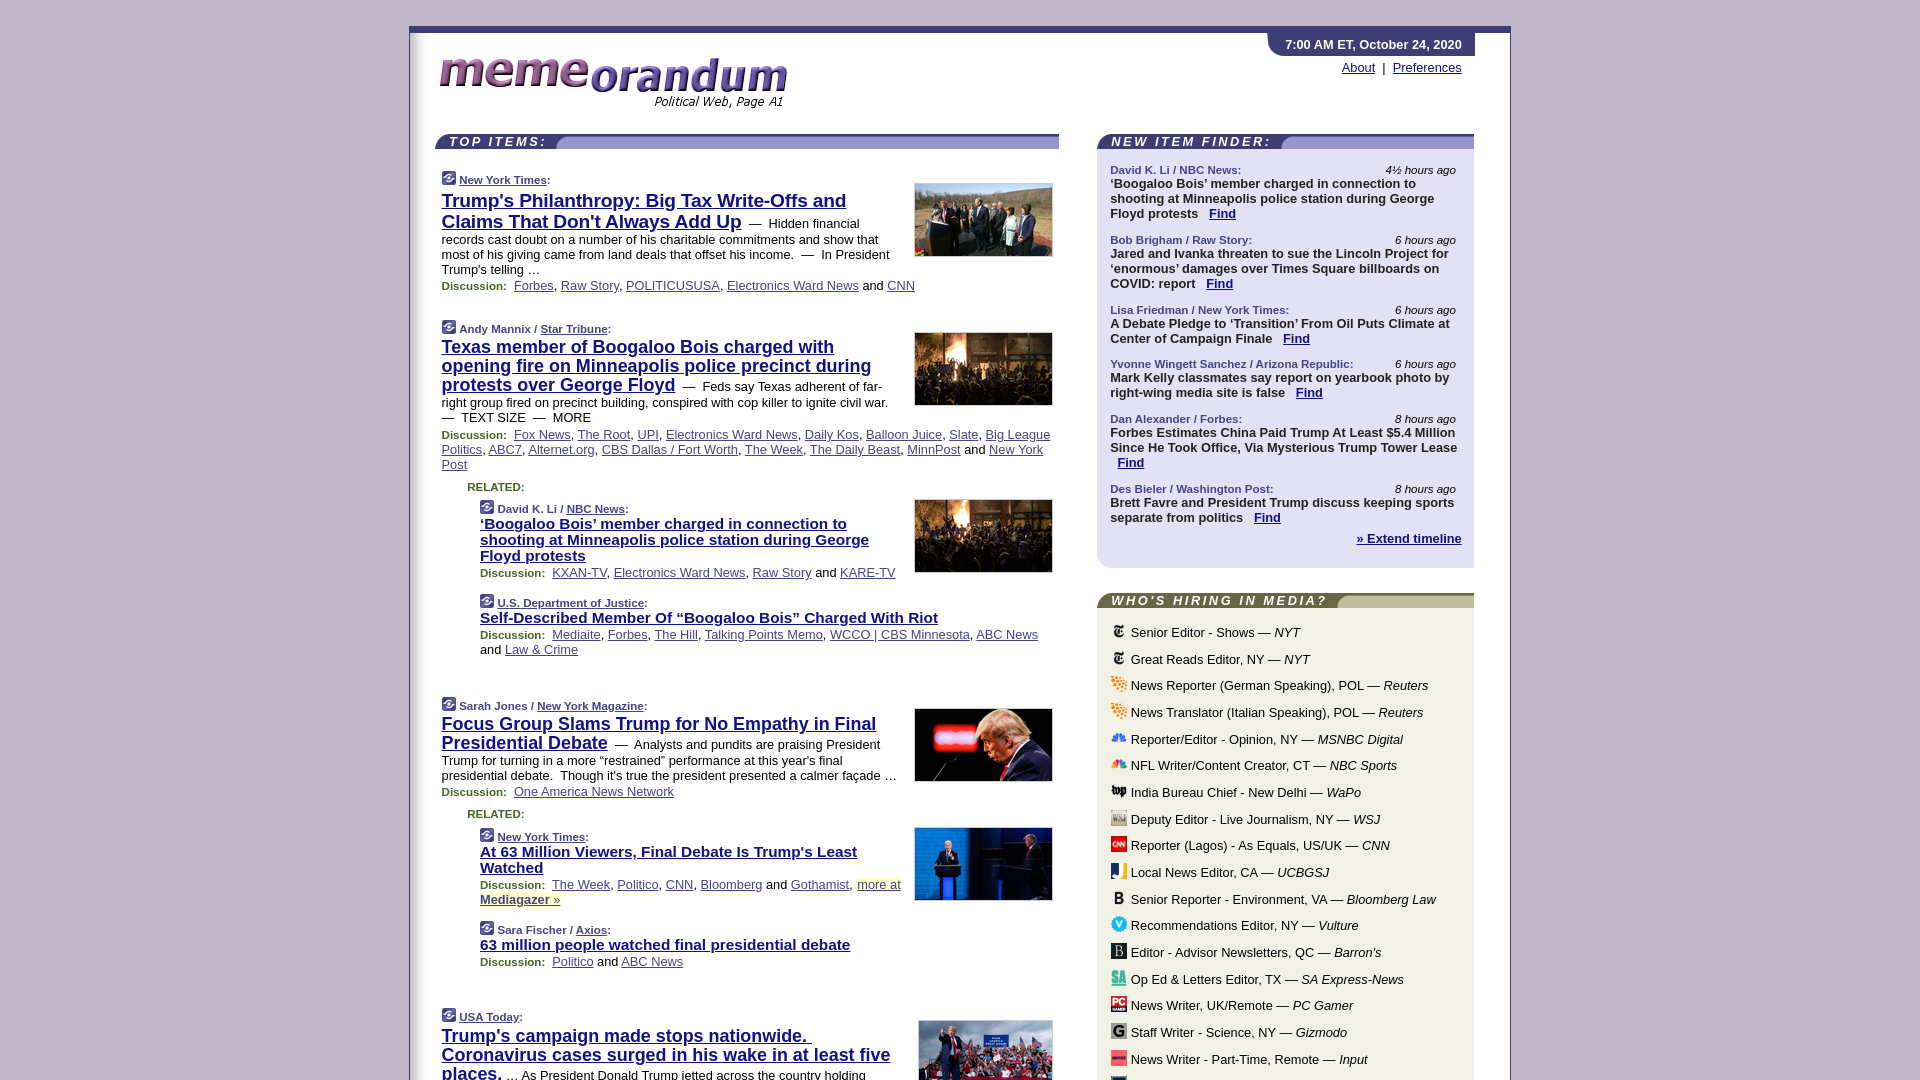 7:00 AM ET, October 24, 2020
About | Preferences
memeorandum
Political Web, Page A1
TOP ITEMS:
New York Times:
Trump's Philanthropy: Big Tax Write-Offs and
Claims That Don't Always Add Up — Hidden financial
records cast doubt on a number of his charitable commitments and show that
most of his giving came from land deals that offset his income. — In President
Trump's telling …
Discussion: Forbes, Raw Story, POLITICUSUSA, Electronics Ward News and CNN
Andy Mannix / Star Tribune:
Texas member of Boogaloo Bois charged with
opening fire on Minneapolis police precinct during
protests over George Floyd — Feds say Texas adherent of far-
right group fired on precinct building, conspired with cop killer to ignite civil war.
— TEXT SIZE — MORE
Discussion: Fox News, The Root, UPI, Electronics Ward News, Daily Kos, Balloon Juice, Slate, Big League
Politics, ABC7, Alternet.org, CBS Dallas / Fort Worth, The Week, The Daily Beast, MinnPost and New York
Post
RELATED:
David K. Li / NBC News:
‘Boogaloo Bois’ member charged in connection to
shooting at Minneapolis police station during George
Floyd protests
Discussion: KXAN-TV, Electronics Ward News, Raw Story and KARE-TV
U.S. Department of Justice:
Self-Described Member Of “Boogaloo Bois” Charged With Riot
Discussion: Mediaite, Forbes, The Hill, Talking Points Memo, WCCO | CBS Minnesota, ABC News
and Law & Crime
Sarah Jones / New York Magazine:
Focus Group Slams Trump for No Empathy in Final
Presidential Debate — Analysts and pundits are praising President
Trump for turning in a more “restrained” performance at this year's final
presidential debate. Though it's true the president presented a calmer façade …
Discussion: One America News Network
RELATED:
New York Times:
At 63 Million Viewers, Final Debate Is Trump's Least
Watched
Discussion: The Week, Politico, CNN, Bloomberg and Gothamist, more at
Mediagazer »
Sara Fischer / Axios:
63 million people watched final presidential debate
Discussion: Politico and ABC News
USA Today:
Trump's campaign made stops nationwide.
Coronavirus cases surged in his wake in at least five
places. … As President Donald Trump jetted across the country holding
NEW ITEM FINDER:
David K. Li / NBC News: 4½ hours ago
‘Boogaloo Bois’ member charged in connection to
shooting at Minneapolis police station during George
Floyd protests Find
Bob Brigham / Raw Story: 6 hours ago
Jared and Ivanka threaten to sue the Lincoln Project for
‘enormous’ damages over Times Square billboards on
COVID: report Find
Lisa Friedman / New York Times: 6 hours ago
A Debate Pledge to ‘Transition’ From Oil Puts Climate at
Center of Campaign Finale Find
Yvonne Wingett Sanchez / Arizona Republic: 6 hours ago
Mark Kelly classmates say report on yearbook photo by
right-wing media site is false Find
Dan Alexander / Forbes: 8 hours ago
Forbes Estimates China Paid Trump At Least $5.4 Million
Since He Took Office, Via Mysterious Trump Tower Lease
Find
Des Bieler / Washington Post: 8 hours ago
Brett Favre and President Trump discuss keeping sports
separate from politics Find
» Extend timeline
WHO'S HIRING IN MEDIA?
Senior Editor - Shows — NYT
Great Reads Editor, NY — NYT
News Reporter (German Speaking), POL — Reuters
News Translator (Italian Speaking), POL — Reuters
Reporter/Editor - Opinion, NY — MSNBC Digital
NFL Writer/Content Creator, CT — NBC Sports
India Bureau Chief - New Delhi — WaPo
Deputy Editor - Live Journalism, NY — WSJ
Reporter (Lagos) - As Equals, US/UK — CNN
Local News Editor, CA — UCBGSJ
Senior Reporter - Environment, VA — Bloomberg Law
Recommendations Editor, NY — Vulture
Editor - Advisor Newsletters, QC — Barron's
Op Ed & Letters Editor, TX — SA Express-News
News Writer, UK/Remote — PC Gamer
Staff Writer - Science, NY — Gizmodo
News Writer - Part-Time, Remote — Input